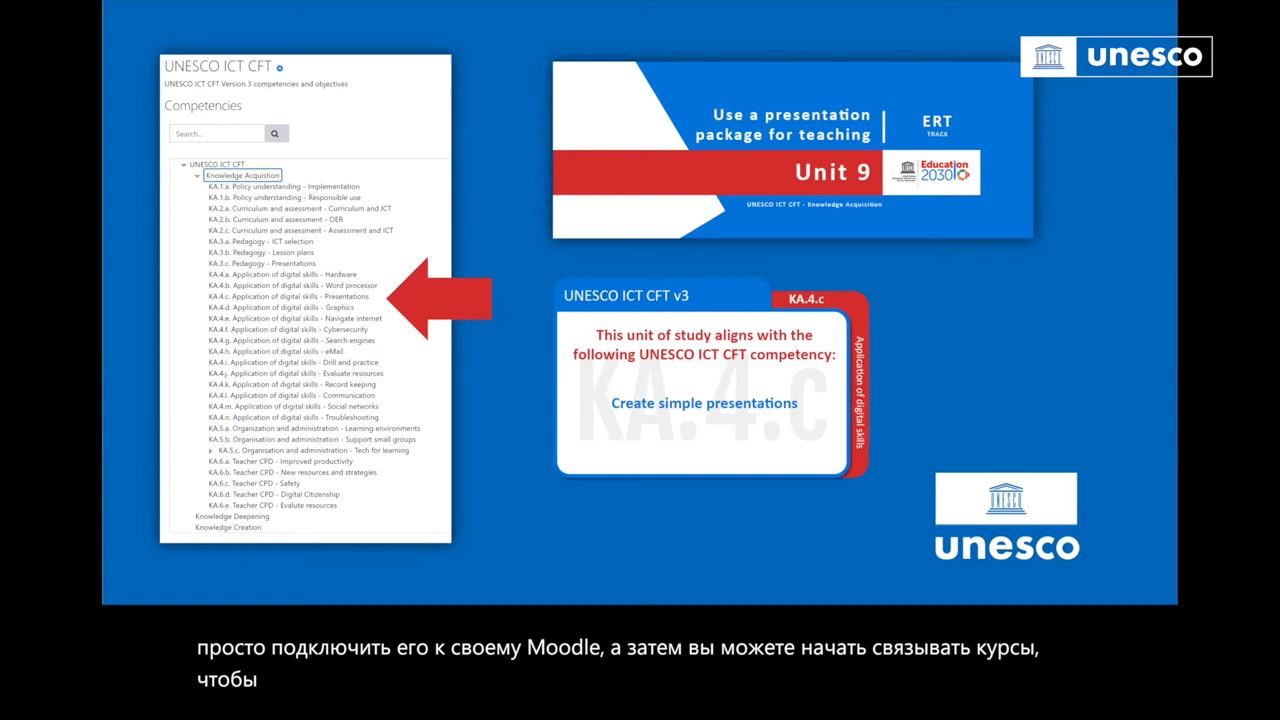 UNESCO ICT CFT
UNESCO ICT CFT Version 3 competencies and objectives
Competencies
Search...
UNESCO ICT CFT
Knowledge Acquistion
KA.1.a. Policy understanding - Implementation
KA.1.b. Policy understanding - Responsible use
KA.2.a. Curriculum and assessment - Curriculum and ICT
KA.2.b. Curriculum and assessment - OER
KA.2.c. Curriculum and assessment - Assessment and ICT
KA.3.a. Pedagogy - ICT selection
KA.3.b. Pedagogy - Lesson plans
KA.3.c. Pedagogy - Presentations
KA.4.a. Application of digital skills - Hardware
KA.4.b. Application of digital skills - Word processor
KA.4.c. Application of digital skills - Presentations
KA.4.d. Application of digital skills - Graphics
KA.4.e. Application of digital skills - Navigate internet
KA.4.f. Application of digital skills - Cybersecurity
KA.4.g. Application of digital skills - Search engines
KA.4.h. Application of digital skills - eMail
KA.4.i. Application of digital skills - Drill and practice
KA.4.j. Application of digital skills - Evaluate resources
KA.4.k. Application of digital skills - Record keeping
KA.4.l. Application of digital skills - Communication
KA.4.m. Application of digital skills - Social networks
KA.4.n. Application of digital skills - Troubleshooting
KA.5.a. Organization and administration - Learning environments
KA.5.b. Organisation and administration - Support small groups
KA.5.c. Organisation and administration - Tech for learning
KA.6.a. Teacher CPD - Improved productivity
KA.6.b. Teacher CPD - New resources and strategies
KA.6.c. Teacher CPD - Safety
KA.6.d. Teacher CPD - Digital Citizenship
KA.6.e. Teacher CPD - Evalute resources
Knowledge Deepening
Knowledge Creation
unesco
Use a presentation
package for teaching
ERT
TRACK
Unit 9
Education
2030
UNESCO ICT CFT - Knowledge Acquisition
UNESCO ICT CFT v3
KA.4.c
This unit of study aligns with the
following UNESCO ICT CFT competency:
KA.4.c
Create simple presentations
Application of digital skills
unesco
просто подключить его к своему Moodle, а затем вы можете начать связывать курсы,
чтобы